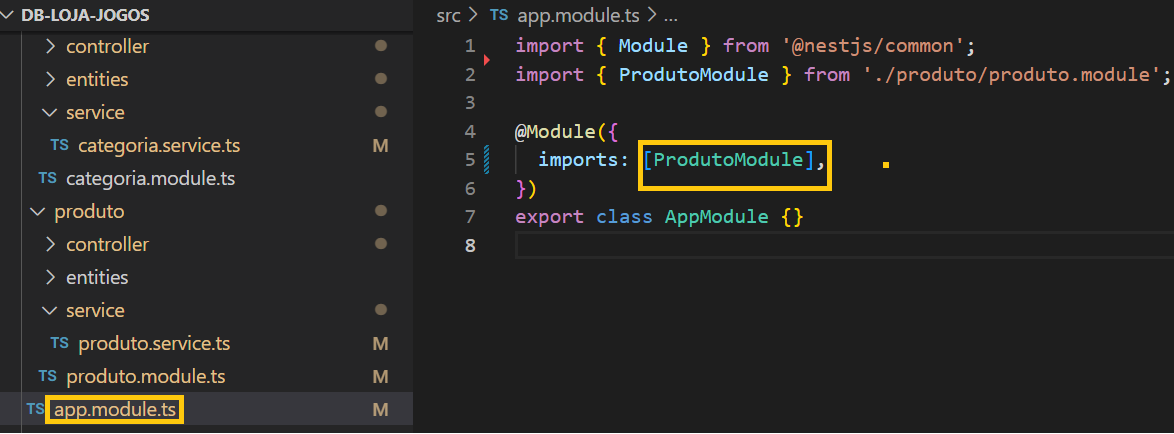 DB-LOJA-JOGOS
controller
entities
service
TS categoria.service.ts M
TS categoria.module.ts
produto
controller
entities
service
TS produto.service.ts M
TS produto.module.ts M
TS app.module.ts M
src > TS app.module.ts > ...
1 import { Module } from '@nestjs/common';
2 import { ProdutoModule } from './produto/produto.module';
3
4 @Module({
5 imports: [ProdutoModule],
6 })
7 export class AppModule {}
8